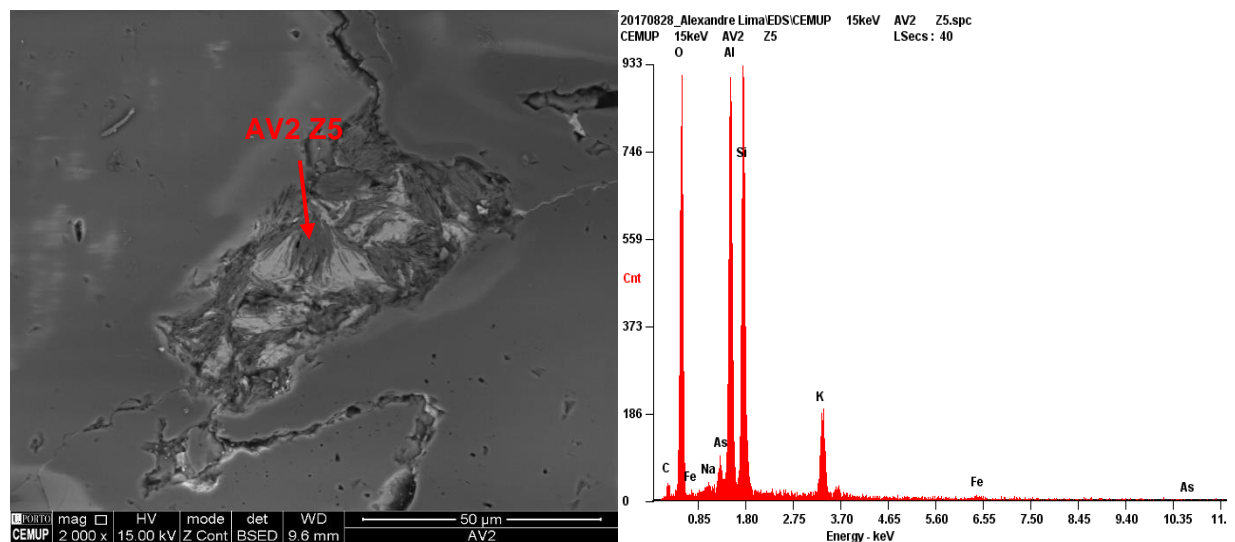 AV2 Z5
U.PORTO
CEMUP
mag □ HV mode det WD
2 000 x 15.00 kV Z Cont BSED 9.6 mm
50 µm
AV2
20170828_Alexandre Lima\EDS\CEMUP 15keV AV2 Z5.spc
CEMUP 15keV AV2 Z5 LSecs : 40
O Al
933
746
Si
559
Cnt
373
K
186
As
C Fe Na
Fe As
0
0.85 1.80 2.75 3.70 4.65 5.60 6.55 7.50 8.45 9.40 10.35 11.
Energy - keV